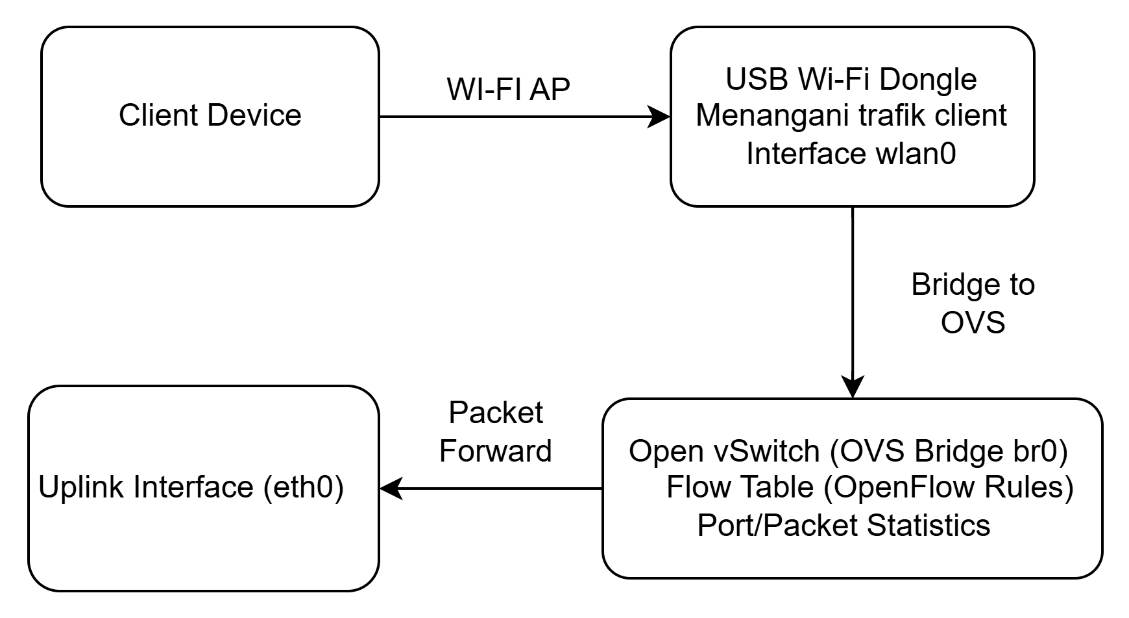 Client Device
WI-FI AP
USB Wi-Fi Dongle
Menangani trafik client
Interface wlan0
Bridge to
OVS
Open vSwitch (OVS Bridge br0)
Flow Table (OpenFlow Rules)
Port/Packet Statistics
Packet
Forward
Uplink Interface (eth0)